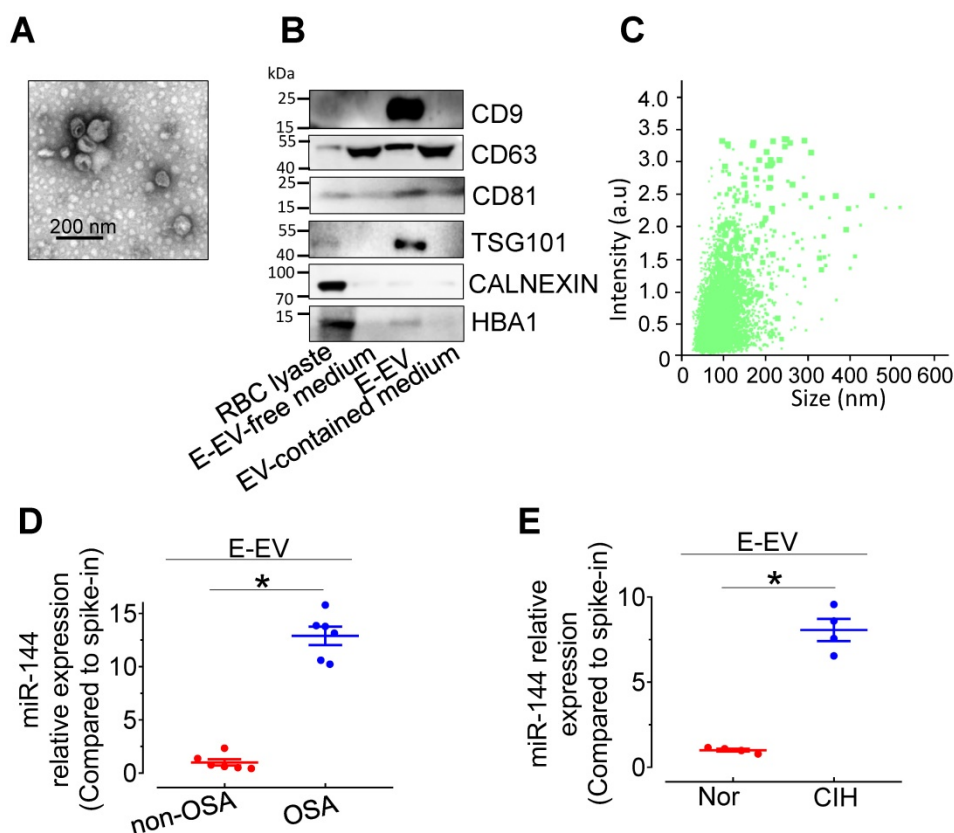 A
200 nm
B
kDa
25
15
CD9
55
40
CD63
25
15
CD81
55
40
TSG101
100
70
CALNEXIN
15
HBA1
RBC lyaste
E-EV-free medium
E-EV
EV-contained medium
C
Intensity (a.u)
4.0
3.5
3.0
2.5
2.0
1.5
1.0
0.5
0
0 100 200 300 400 500 600
Size (nm)
D
E-EV
*
miR-144
relative expression
(Compared to spike-in)
15
10
5
0
non-OSA OSA
E
E-EV
*
miR-144 relative
expression
(Compared to spike-in)
10
5
0
Nor CIH